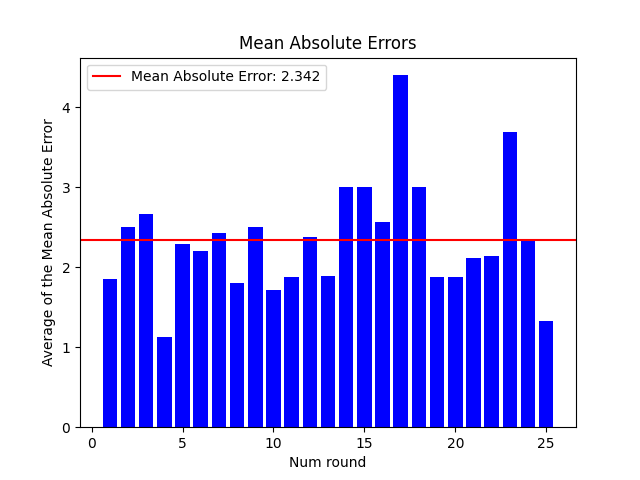 Mean Absolute Errors
Mean Absolute Error: 2.342
Average of the Mean Absolute Error
4
3
2
1
0
0 5 10 15 20 25
Num round